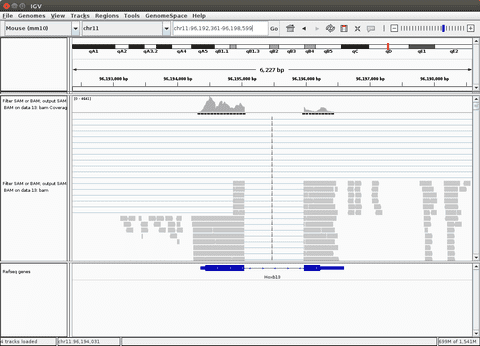 IGV
File Genomes View Tracks Regions Tools GenomeSpace Help
Mouse (mm10) chr11 chr11:96,192,361-96,198,599 Go
qA1 qA2 qA3.2 qA4 qA5 qB1.1 qB1.3 qB2 qB3 qB4 qB5 qC qD qE1 qE2
6,227 bp
96,193,000 bp 96,194,000 bp 96,195,000 bp 96,196,000 bp 96,197,000 bp 96,198,000 bp
Filter SAM or BAM, output SAM
BAM on data 13: bam Coverag
Filter SAM or BAM, output SAM
BAM on data 13: bam
Refseq genes
Hoxb13
4 tracks loaded chr11:96,194,031 699M of 1,541M